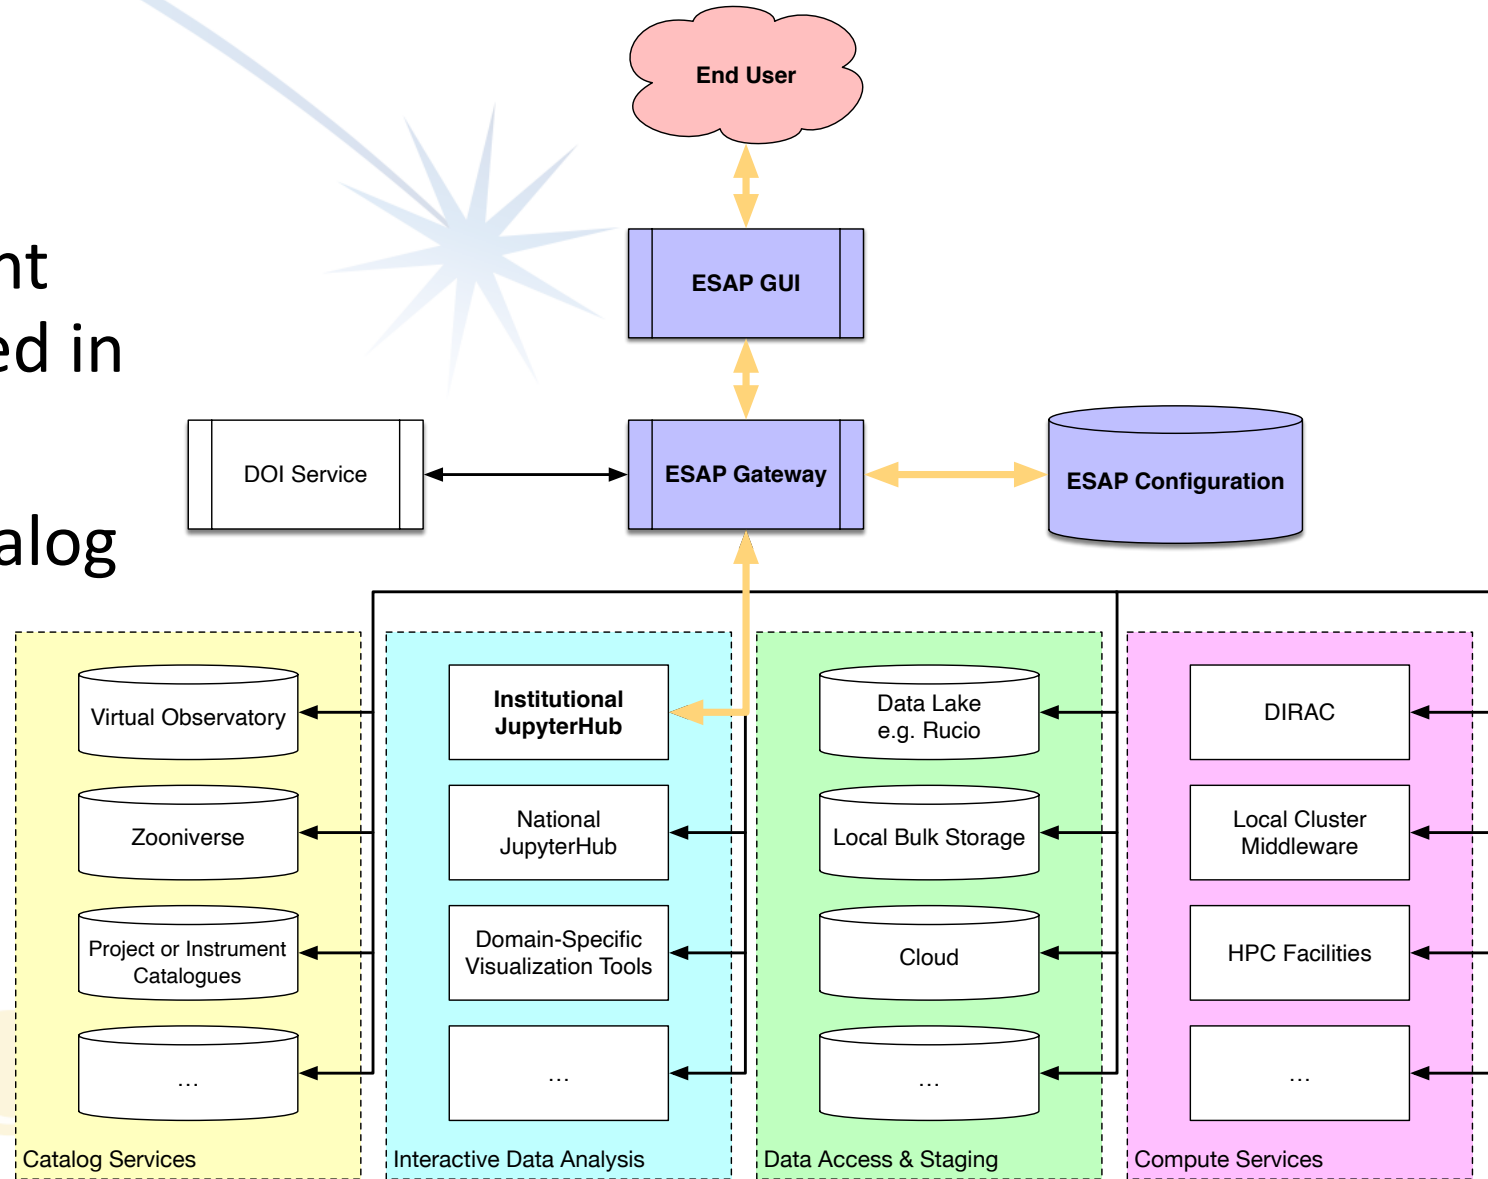 End User
ESAP GUI
nt
ed in
alog
DOI Service
ESAP Gateway
ESAP Configuration
Virtual Observatory
Zooniverse
Project or Instrument
Catalogues
...
Catalog Services
Institutional
JupyterHub
National
JupyterHub
Domain-Specific
Visualization Tools
...
Interactive Data Analysis
Data Lake
e.g. Rucio
Local Bulk Storage
Cloud
...
Data Access & Staging
DIRAC
Local Cluster
Middleware
HPC Facilities
...
Compute Services